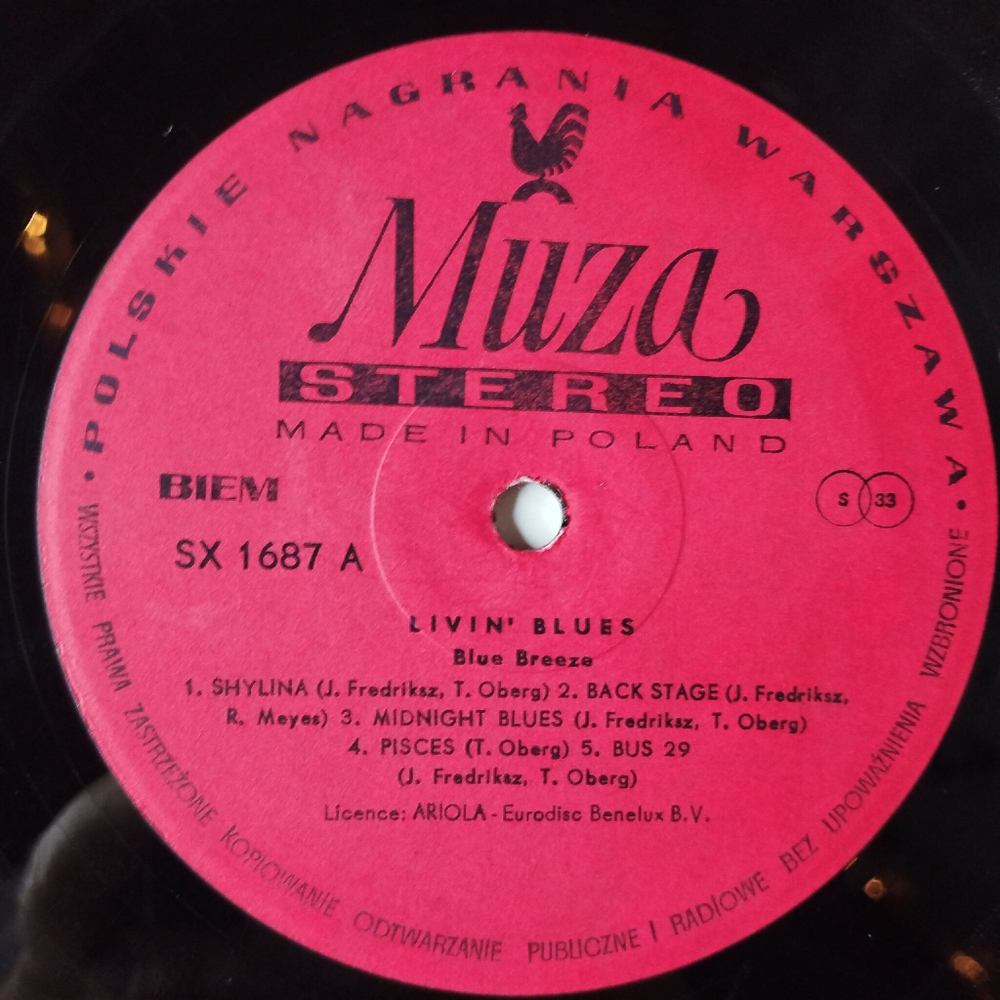 • POLSKIE NAGRANIA WARSZAWA •
Muza
STEREO
MADE IN POLAND
BIEM
S 33
SX 1687 A
LIVIN' BLUES
Blue Breeze
1. SHYLINA (J. Fredriksz, T. Oberg) 2. BACK STAGE (J. Fredriksz,
R. Meyes) 3. MIDNIGHT BLUES (J. Fredriksz, T. Oberg)
4. PISCES (T. Oberg) 5. BUS 29
(J. Fredriksz, T. Oberg)
Licence: ARIOLA - Eurodisc Benelux B.V.
WSZYSTKIE PRAWA ZASTRZEŻONE KOPIOWANIE ODTWARZANIE PUBLICZNE I RADIOWE BEZ UPOWAŻNIENIA WZBRONIONE